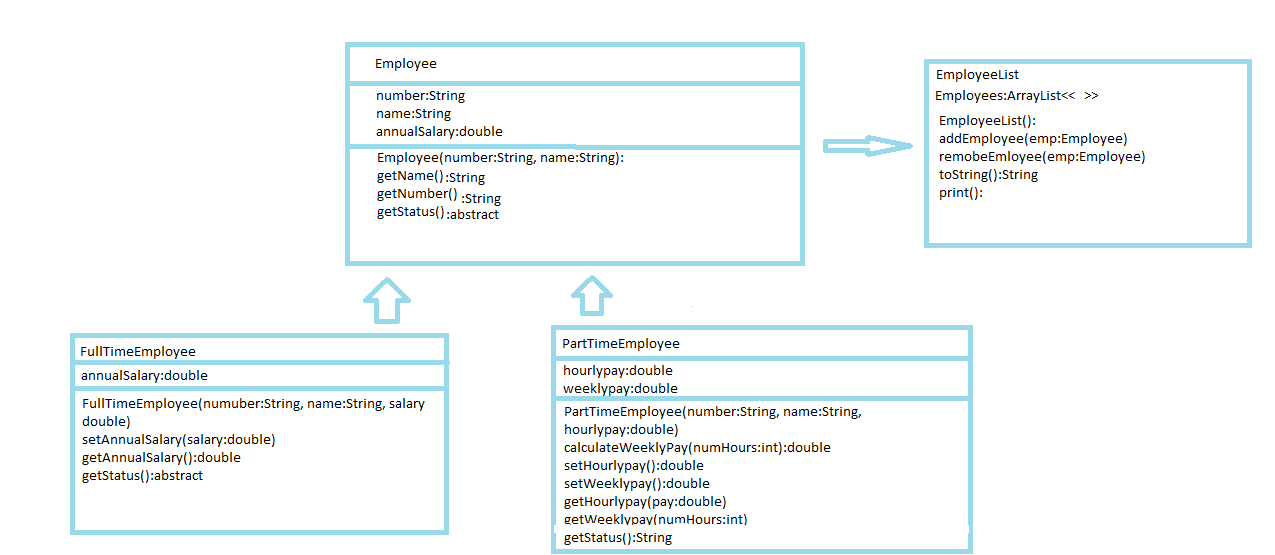 Employee
number:String
name:String
annualSalary:double
Employee(number:String, name:String):
getName():String
getNumber() :String
getStatus():abstract
EmployeeList
Employees:ArrayList<< >>
EmployeeList():
addEmployee(emp:Employee)
remobeEmloyee(emp:Employee)
toString():String
print():
FullTimeEmployee
annualSalary:double
FullTimeEmployee(numuber:String, name:String, salary
double)
setAnnualSalary(salary:double)
getAnnualSalary():double
getStatus():abstract
PartTimeEmployee
hourlypay:double
weeklypay:double
PartTimeEmployee(number:String, name:String,
hourlypay:double)
calculateWeeklyPay(numHours:int):double
setHourlypay():double
setWeeklypay():double
getHourlypay(pay:double)
getWeeklypay(numHours:int)
getStatus():String